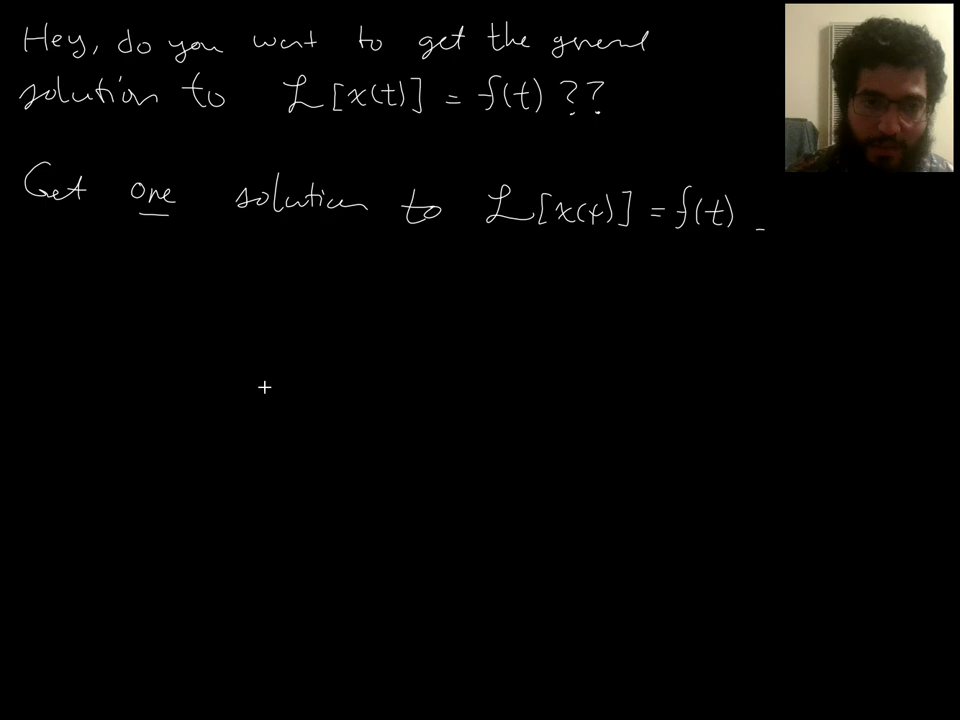 Hey, do you want to get the general
solution to ℒ[x(t)] = f(t) ??
Get one solution to ℒ[x(t)] = f(t).